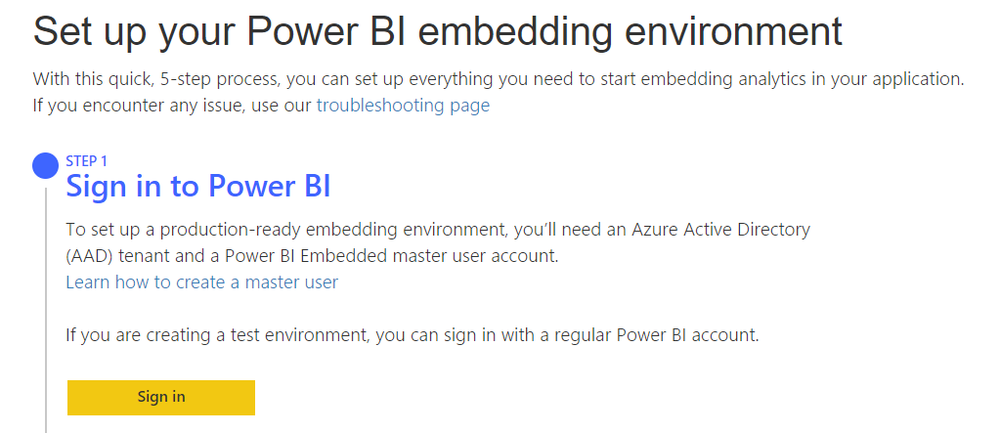 Set up your Power BI embedding environment
With this quick, 5-step process, you can set up everything you need to start embedding analytics in your application.
If you encounter any issue, use our troubleshooting page
STEP 1
Sign in to Power BI
To set up a production-ready embedding environment, you’ll need an Azure Active Directory
(AAD) tenant and a Power BI Embedded master user account.
Learn how to create a master user
If you are creating a test environment, you can sign in with a regular Power BI account.
Sign in